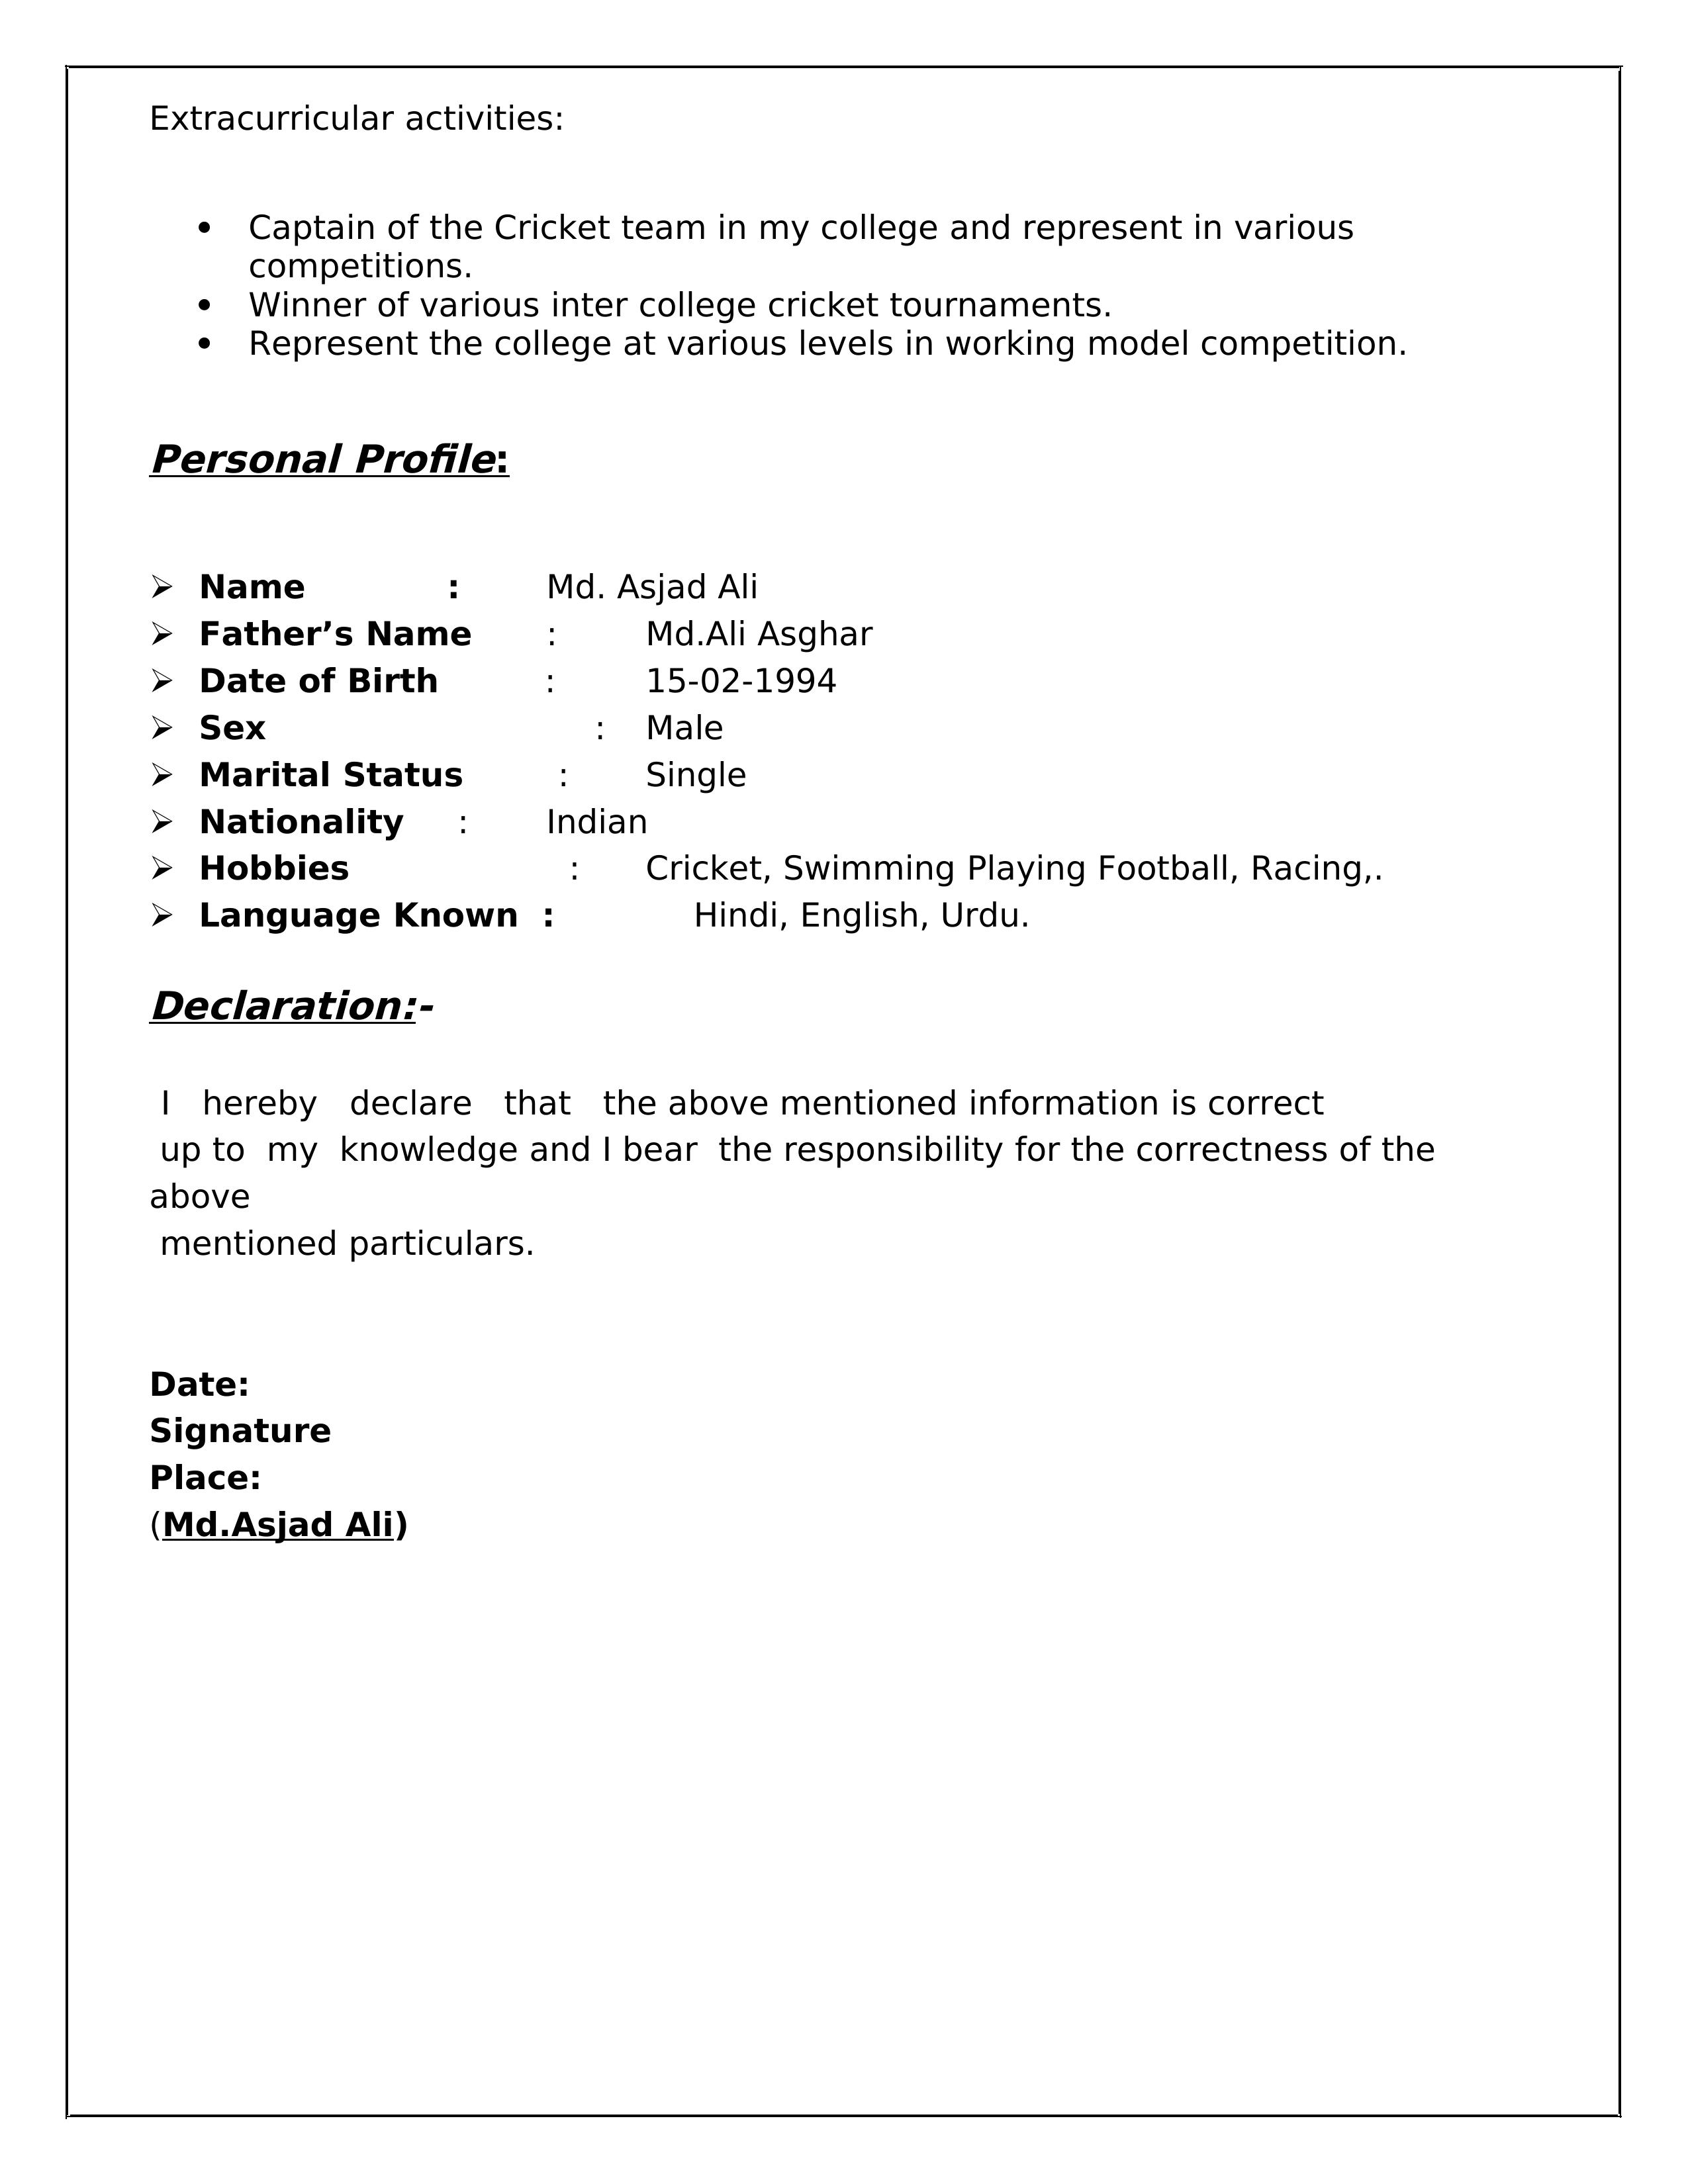 Extracurricular activities:
• Captain of the Cricket team in my college and represent in various
competitions.
• Winner of various inter college cricket tournaments.
• Represent the college at various levels in working model competition.
Personal Profile:
➢ Name : Md. Asjad Ali
➢ Father’s Name : Md.Ali Asghar
➢ Date of Birth : 15-02-1994
➢ Sex : Male
➢ Marital Status : Single
➢ Nationality : Indian
➢ Hobbies : Cricket, Swimming Playing Football, Racing,.
➢ Language Known : Hindi, English, Urdu.
Declaration:-
I hereby declare that the above mentioned information is correct
up to my knowledge and I bear the responsibility for the correctness of the
above
mentioned particulars.
Date:
Signature
Place:
(Md.Asjad Ali)